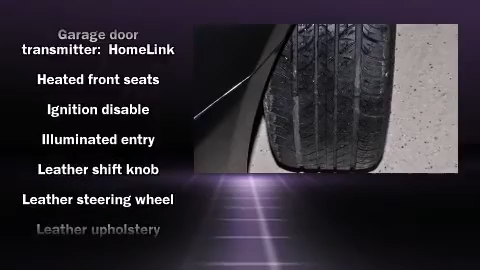 Garage door
transmitter: HomeLink
Heated front seats
Ignition disable
Illuminated entry
Leather shift knob
Leather steering wheel
Leather upholstery